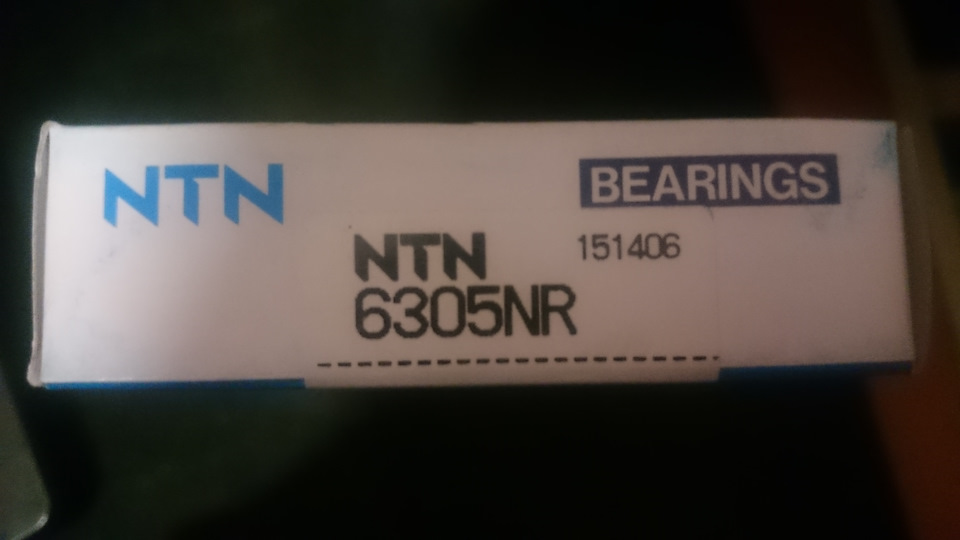 NTN
BEARINGS
NTN
151406
6305NR